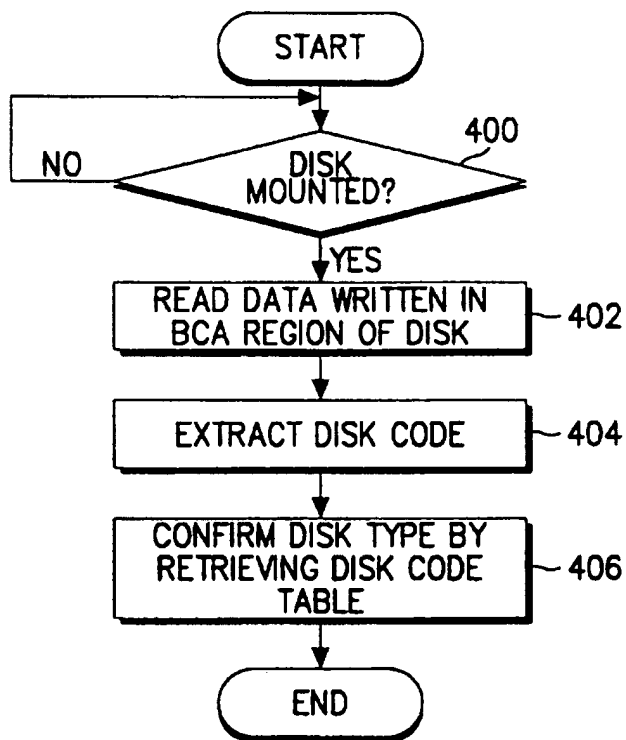 START
400
NO
DISK
MOUNTED?
YES
READ DATA WRITTEN IN
BCA REGION OF DISK
402
EXTRACT DISK CODE
404
CONFIRM DISK TYPE BY
RETRIEVING DISK CODE
TABLE
406
END